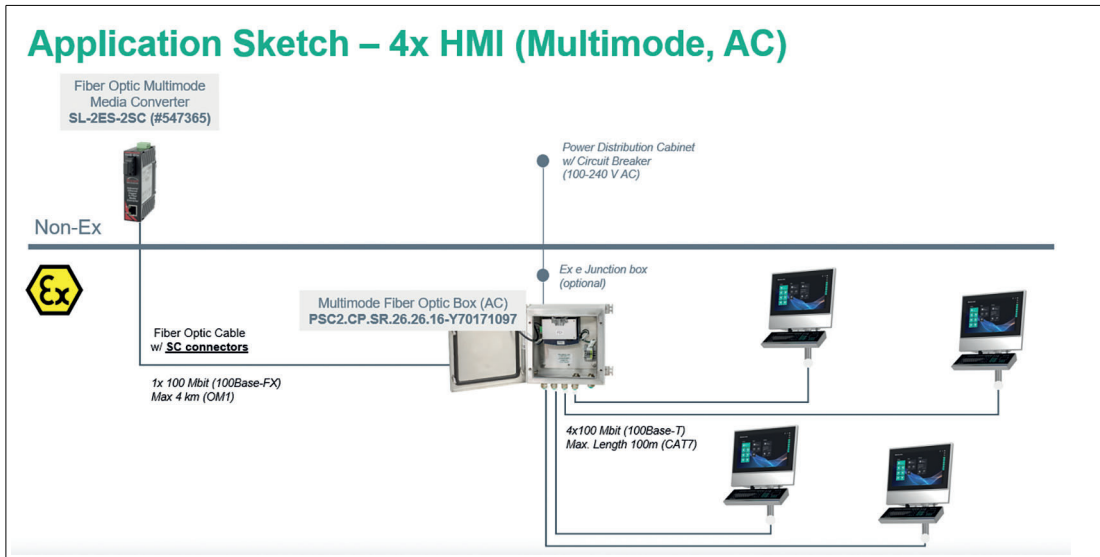 Application Sketch – 4x HMI (Multimode, AC)
Fiber Optic Multimode
Media Converter
SL-2ES-2SC (#547365)
Power Distribution Cabinet
w/ Circuit Breaker
(100-240 V AC)
Non-Ex
Ex
Ex e Junction box
(optional)
Multimode Fiber Optic Box (AC)
PSC2.CP.SR.26.26.16-Y70171097
Fiber Optic Cable
w/ SC connectors
1x 100 Mbit (100Base-FX)
Max 4 km (OM1)
4x100 Mbit (100Base-T)
Max. Length 100m (CAT7)